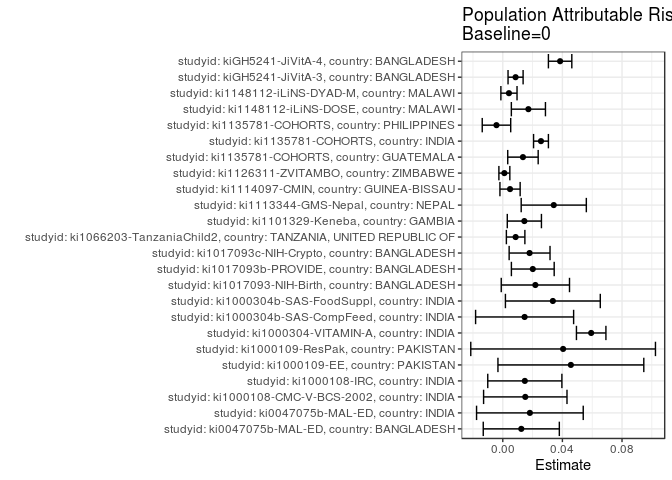 Population Attributable Ris
Baseline=0
studyid: kiGH5241-JiVitA-4, country: BANGLADESH
studyid: kiGH5241-JiVitA-3, country: BANGLADESH
studyid: ki1148112-iLiNS-DYAD-M, country: MALAWI
studyid: ki1148112-iLiNS-DOSE, country: MALAWI
studyid: ki1135781-COHORTS, country: PHILIPPINES
studyid: ki1135781-COHORTS, country: INDIA
studyid: ki1135781-COHORTS, country: GUATEMALA
studyid: ki1126311-ZVITAMBO, country: ZIMBABWE
studyid: ki1114097-CMIN, country: GUINEA-BISSAU
studyid: ki1113344-GMS-Nepal, country: NEPAL
studyid: ki1101329-Keneba, country: GAMBIA
studyid: ki1066203-TanzaniaChild2, country: TANZANIA, UNITED REPUBLIC OF
studyid: ki1017093c-NIH-Crypto, country: BANGLADESH
studyid: ki1017093b-PROVIDE, country: BANGLADESH
studyid: ki1017093-NIH-Birth, country: BANGLADESH
studyid: ki1000304b-SAS-FoodSuppl, country: INDIA
studyid: ki1000304b-SAS-CompFeed, country: INDIA
studyid: ki1000304-VITAMIN-A, country: INDIA
studyid: ki1000109-ResPak, country: PAKISTAN
studyid: ki1000109-EE, country: PAKISTAN
studyid: ki1000108-IRC, country: INDIA
studyid: ki1000108-CMC-V-BCS-2002, country: INDIA
studyid: ki0047075b-MAL-ED, country: INDIA
studyid: ki0047075b-MAL-ED, country: BANGLADESH
0.00 0.04 0.08
Estimate